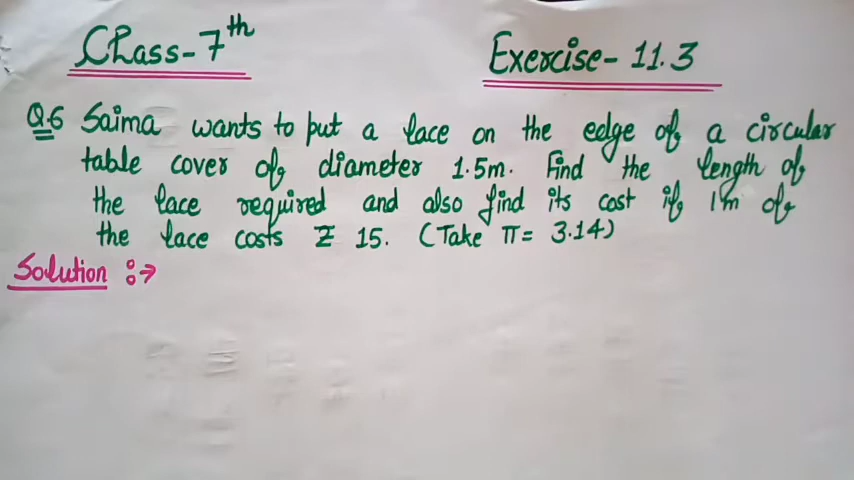 Class-7th
Exercise- 11.3
Q.6 Saima wants to put a lace on the edge of a circular
table cover of diameter 1.5m. Find the length of
the lace required and also find its cost if 1m of
the lace costs ₹ 15. (Take π = 3.14)
Solution :→